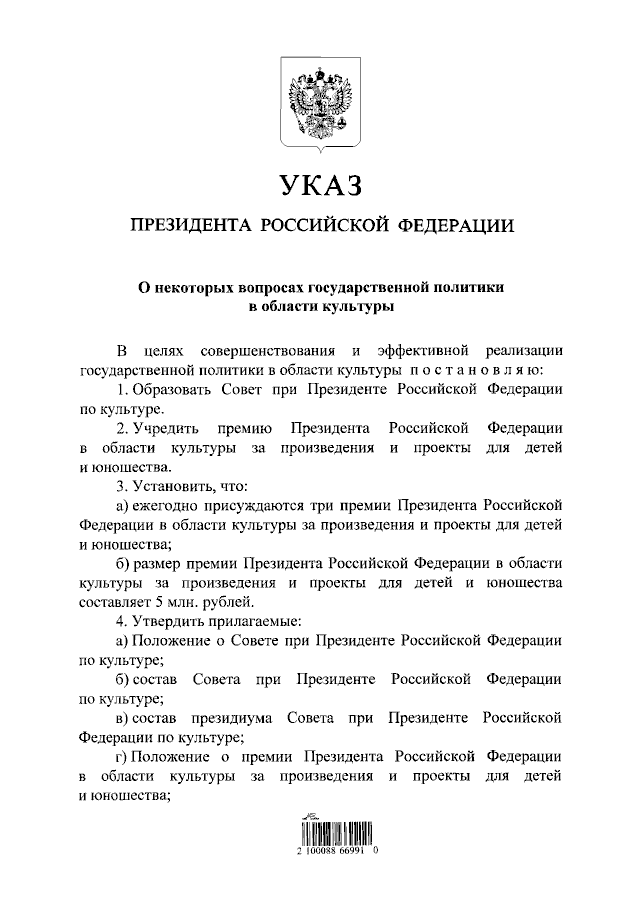 УКАЗ
ПРЕЗИДЕНТА РОССИЙСКОЙ ФЕДЕРАЦИИ
О некоторых вопросах государственной политики
в области культуры
В целях совершенствования и эффективной реализации
государственной политики в области культуры п о с т а н о в л я ю:
1. Образовать Совет при Президенте Российской Федерации
по культуре.
2. Учредить премию Президента Российской Федерации
в области культуры за произведения и проекты для детей
и юношества.
3. Установить, что:
а) ежегодно присуждаются три премии Президента Российской
Федерации в области культуры за произведения и проекты для детей
и юношества;
б) размер премии Президента Российской Федерации в области
культуры за произведения и проекты для детей и юношества
составляет 5 млн. рублей.
4. Утвердить прилагаемые:
а) Положение о Совете при Президенте Российской Федерации
по культуре;
б) состав Совета при Президенте Российской Федерации
по культуре;
в) состав президиума Совета при Президенте Российской
Федерации по культуре;
г) Положение о премии Президента Российской Федерации
в области культуры за произведения и проекты для детей
и юношества;
2 100088 66991 0